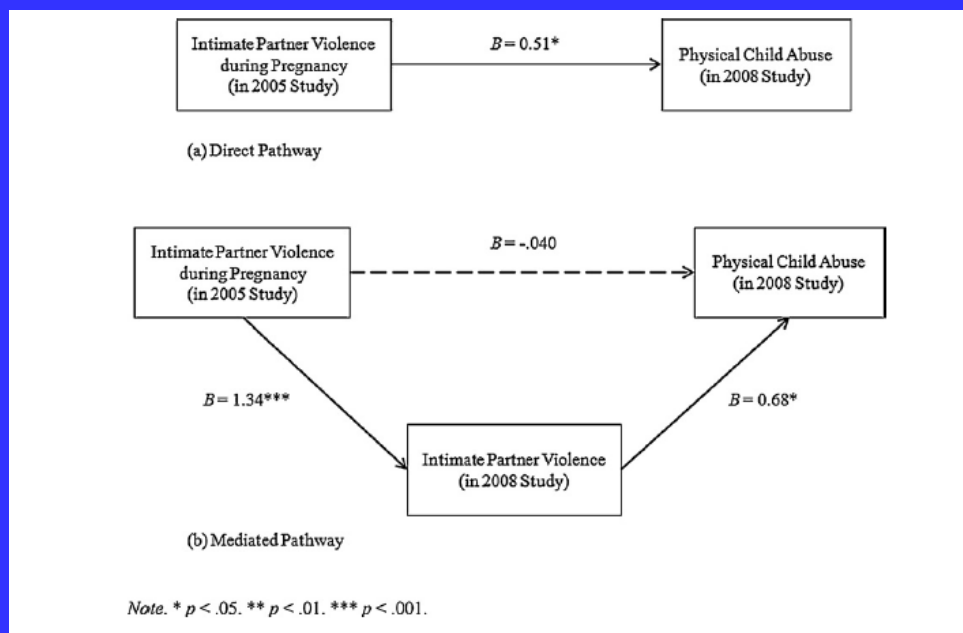 Intimate Partner Violence
during Pregnancy
(in 2005 Study)
B = 0.51*
Physical Child Abuse
(in 2008 Study)
(a) Direct Pathway
Intimate Partner Violence
during Pregnancy
(in 2005 Study)
B = -.040
Physical Child Abuse
(in 2008 Study)
B = 1.34***
B = 0.68*
Intimate Partner Violence
(in 2008 Study)
(b) Mediated Pathway
Note. * p < .05. ** p < .01. *** p < .001.